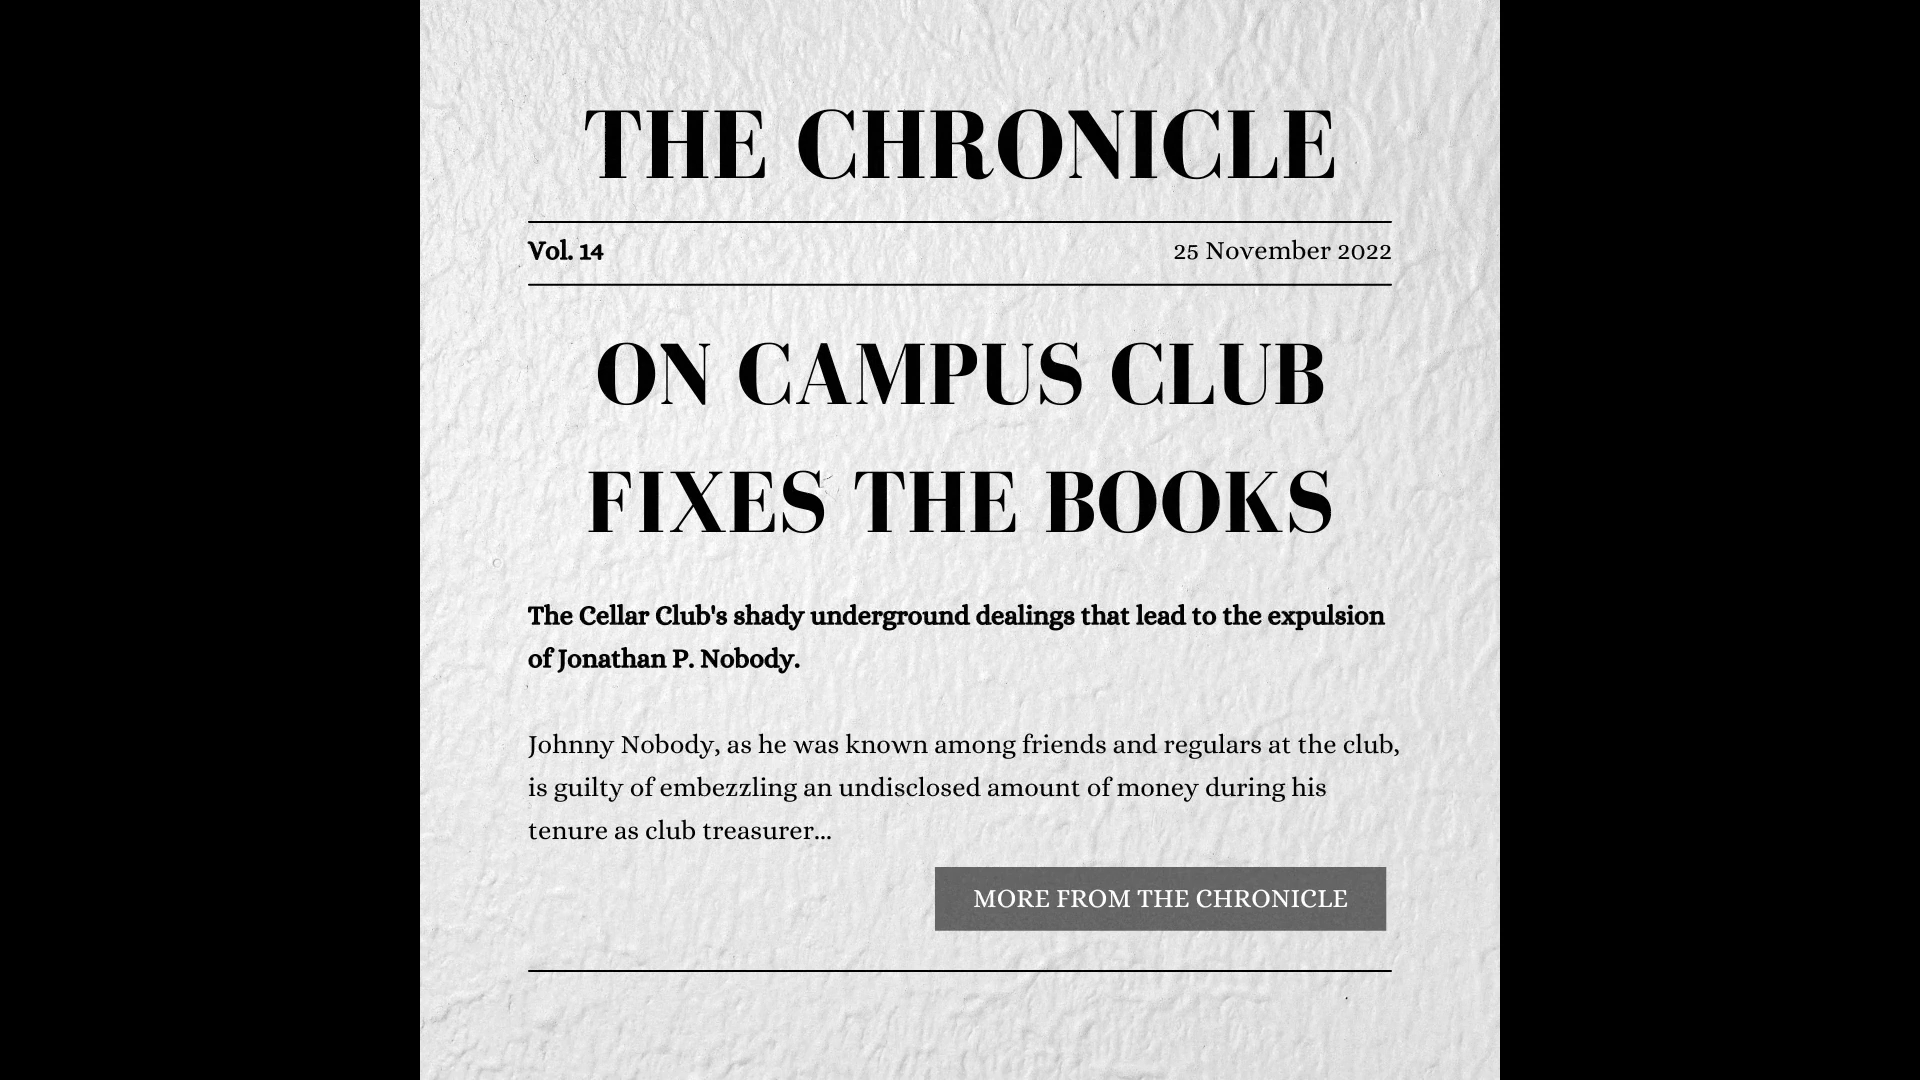 THE CHRONICLE
Vol. 14
25 November 2022
ON CAMPUS CLUB
FIXES THE BOOKS
The Cellar Club's shady underground dealings that lead to the expulsion
of Jonathan P. Nobody.
Johnny Nobody, as he was known among friends and regulars at the club,
is guilty of embezzling an undisclosed amount of money during his
tenure as club treasurer...
MORE FROM THE CHRONICLE